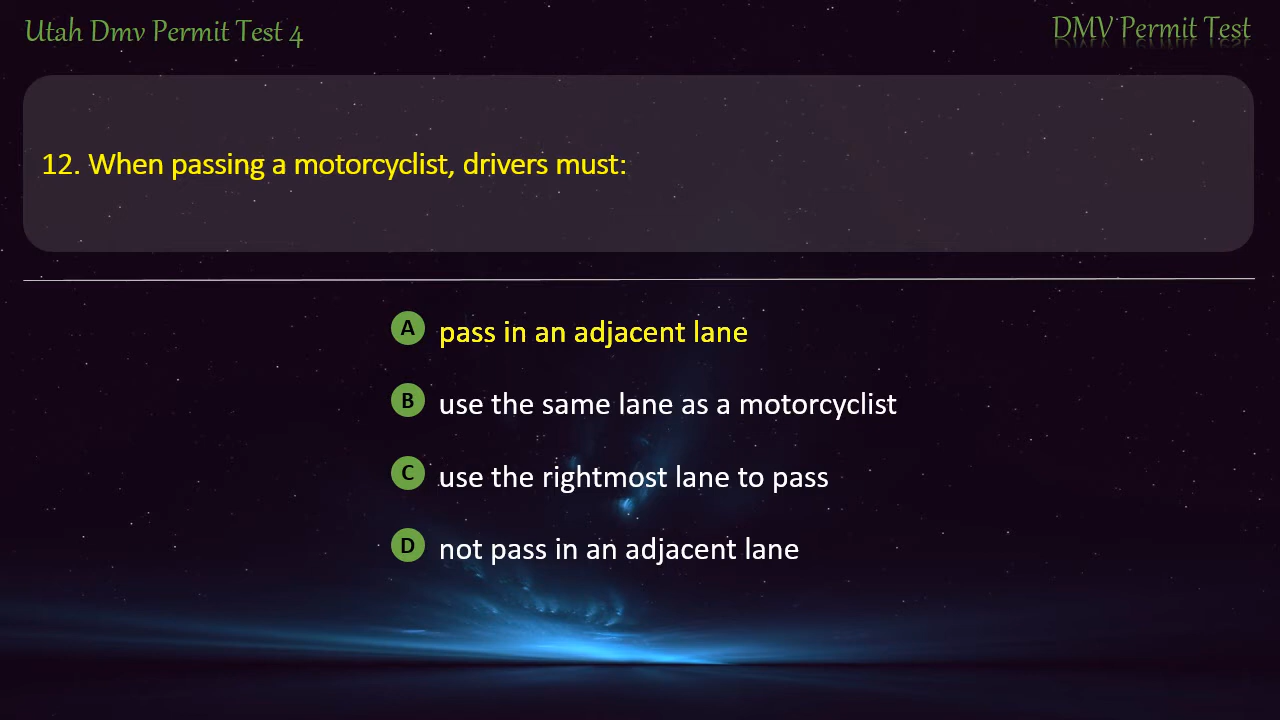 Utah Dmv Permit Test 4
DMV Permit Test
12. When passing a motorcyclist, drivers must:
A pass in an adjacent lane
B use the same lane as a motorcyclist
C use the rightmost lane to pass
D not pass in an adjacent lane